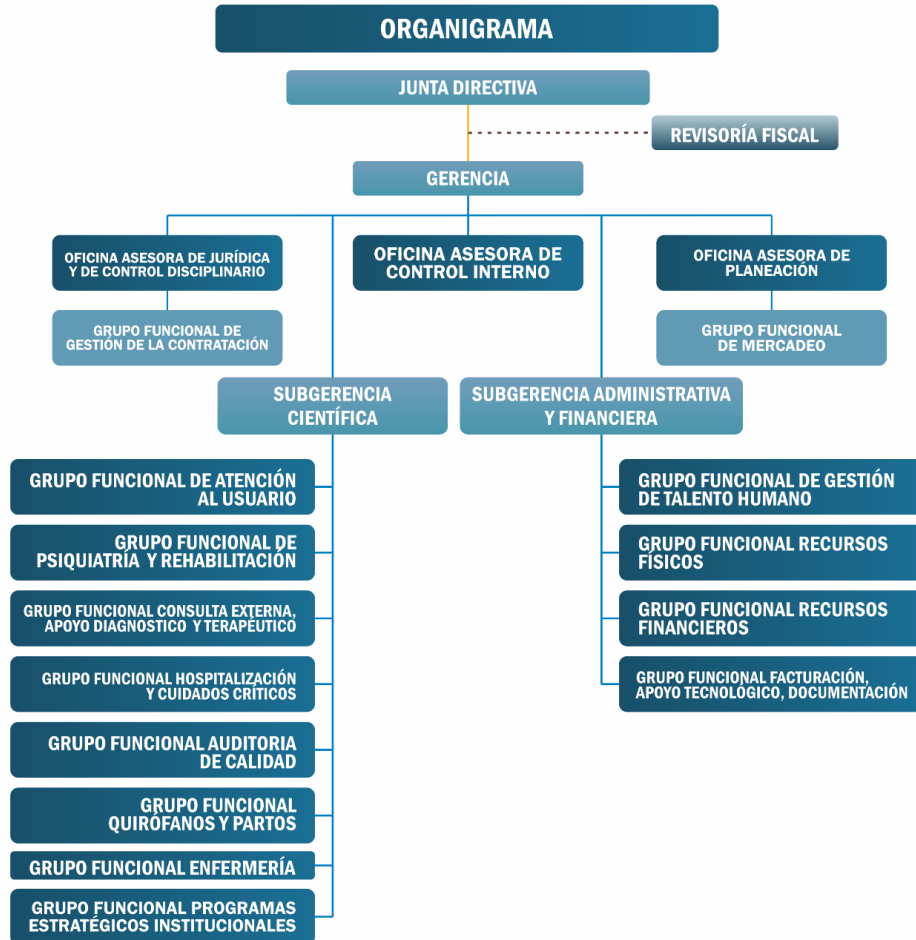 ORGANIGRAMA
JUNTA DIRECTIVA
REVISORÍA FISCAL
GERENCIA
OFICINA ASESORA DE JURÍDICA
Y DE CONTROL DISCIPLINARIO
OFICINA ASESORA DE
CONTROL INTERNO
OFICINA ASESORA DE
PLANEACIÓN
GRUPO FUNCIONAL DE
GESTIÓN DE LA CONTRATACIÓN
GRUPO FUNCIONAL
DE MERCADEO
SUBGERENCIA
CIENTÍFICA
SUBGERENCIA ADMINISTRATIVA
Y FINANCIERA
GRUPO FUNCIONAL DE ATENCIÓN
AL USUARIO
GRUPO FUNCIONAL DE
PSIQUIATRÍA Y REHABILITACIÓN
GRUPO FUNCIONAL CONSULTA EXTERNA,
APOYO DIAGNOSTICO Y TERAPÉUTICO
GRUPO FUNCIONAL HOSPITALIZACIÓN
Y CUIDADOS CRÍTICOS
GRUPO FUNCIONAL AUDITORIA
DE CALIDAD
GRUPO FUNCIONAL
QUIRÓFANOS Y PARTOS
GRUPO FUNCIONAL ENFERMERÍA
GRUPO FUNCIONAL PROGRAMAS
ESTRATÉGICOS INSTITUCIONALES
GRUPO FUNCIONAL DE GESTIÓN
DE TALENTO HUMANO
GRUPO FUNCIONAL RECURSOS
FÍSICOS
GRUPO FUNCIONAL RECURSOS
FINANCIEROS
GRUPO FUNCIONAL FACTURACIÓN,
APOYO TECNOLÓGICO, DOCUMENTACIÓN